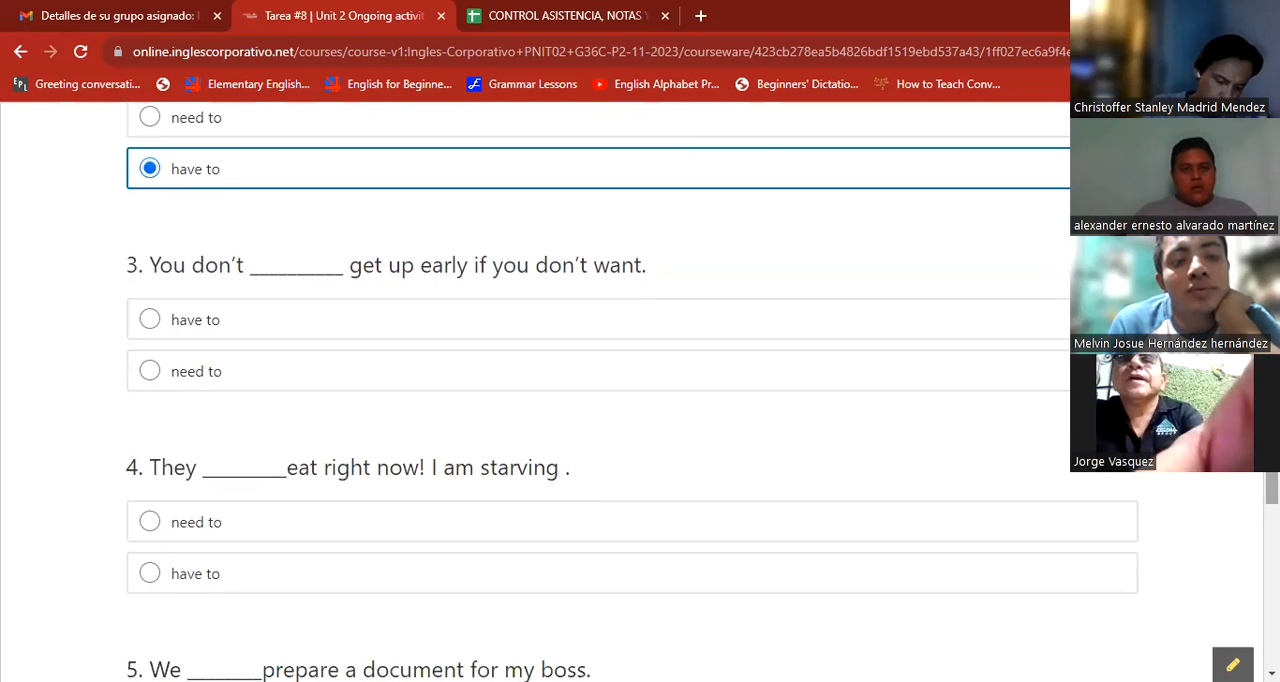 Detalles de su grupo asignado:
Tarea #8 | Unit 2 Ongoing activit
CONTROL ASISTENCIA, NOTAS
online.inglescorporativo.net/courses/course-v1:Ingles-Corporativo+PNIT02+G36C-P2-11-2023/courseware/423cb278ea5b4826bdf1519ebd537a43/1ff027ec6a9f4e
Greeting conversati...
Elementary English...
English for Beginne...
Grammar Lessons
English Alphabet Pr...
Beginners' Dictatio...
How to Teach Conv...
need to
have to
3. You don't __________ get up early if you don't want.
have to
need to
4. They _________eat right now! I am starving .
need to
have to
5. We ________prepare a document for my boss.
Christoffer Stanley Madrid Mendez
alexander ernesto alvarado martínez
Melvin Josue Hernández hernández
Jorge Vasquez